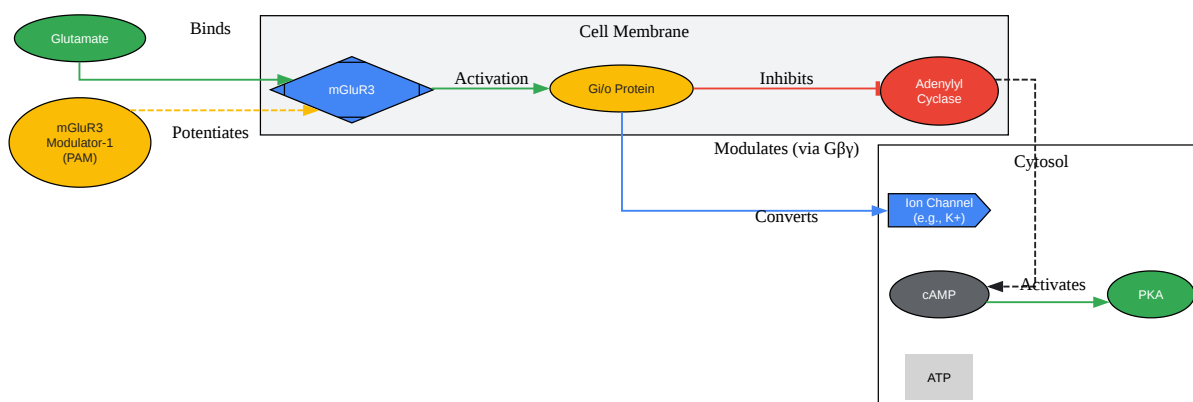 Glutamate
Binds
Cell Membrane
mGluR3
Activation
Gi/o Protein
Inhibits
Adenylyl
Cyclase
mGluR3
Modulator-1
(PAM)
Potentiates
Modulates (via Gβγ)
Cytosol
Ion Channel
(e.g., K+)
Converts
cAMP
Activates
PKA
ATP